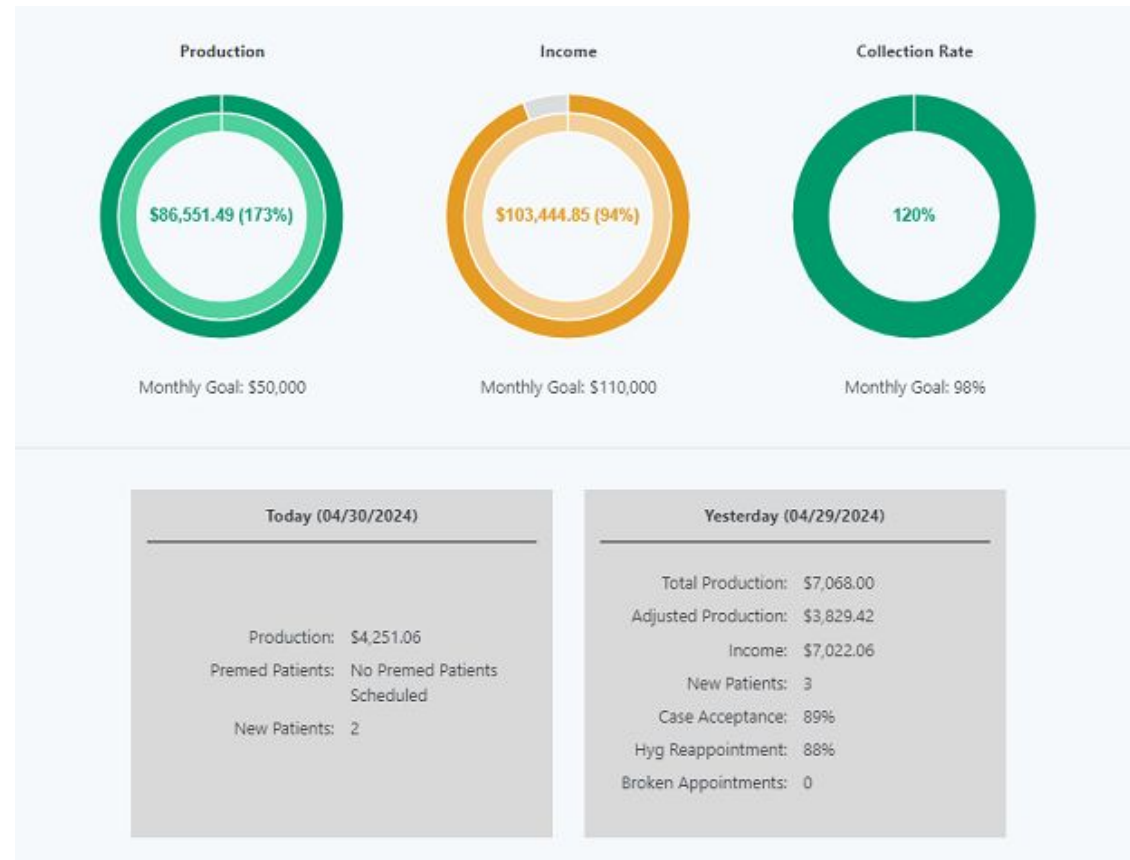 Production
Income
Collection Rate
$86,551.49 (173%)
$103,444.85 (94%)
120%
Monthly Goal: $50,000
Monthly Goal: $110,000
Monthly Goal: 98%
Today (04/30/2024)
Production: $4,251.06
Premed Patients: No Premed Patients
Scheduled
New Patients: 2
Yesterday (04/29/2024)
Total Production: $7,068.00
Adjusted Production: $3,829.42
Income: $7,022.06
New Patients: 3
Case Acceptance: 89%
Hyg Reappointment: 88%
Broken Appointments: 0